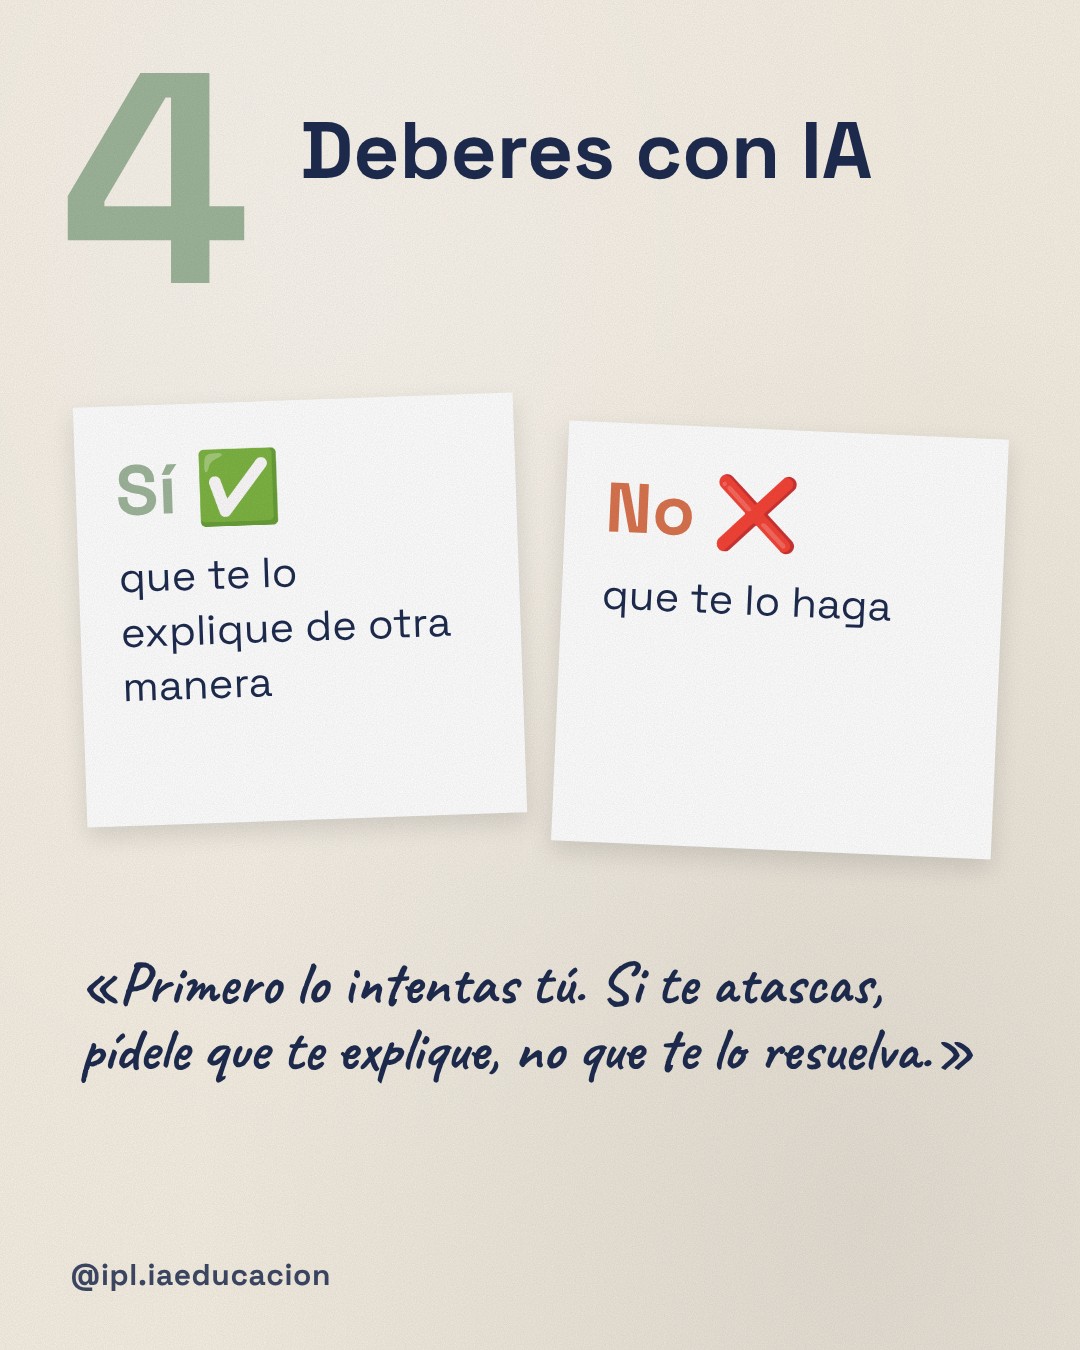 4
Deberes con IA
Sí ✅
que te lo
explique de otra
manera
No ❌
que te lo haga
«Primero lo intentas tú. Si te atascas,
pídele que te explique, no que te lo resuelva.»
@ipl.iaeducacion